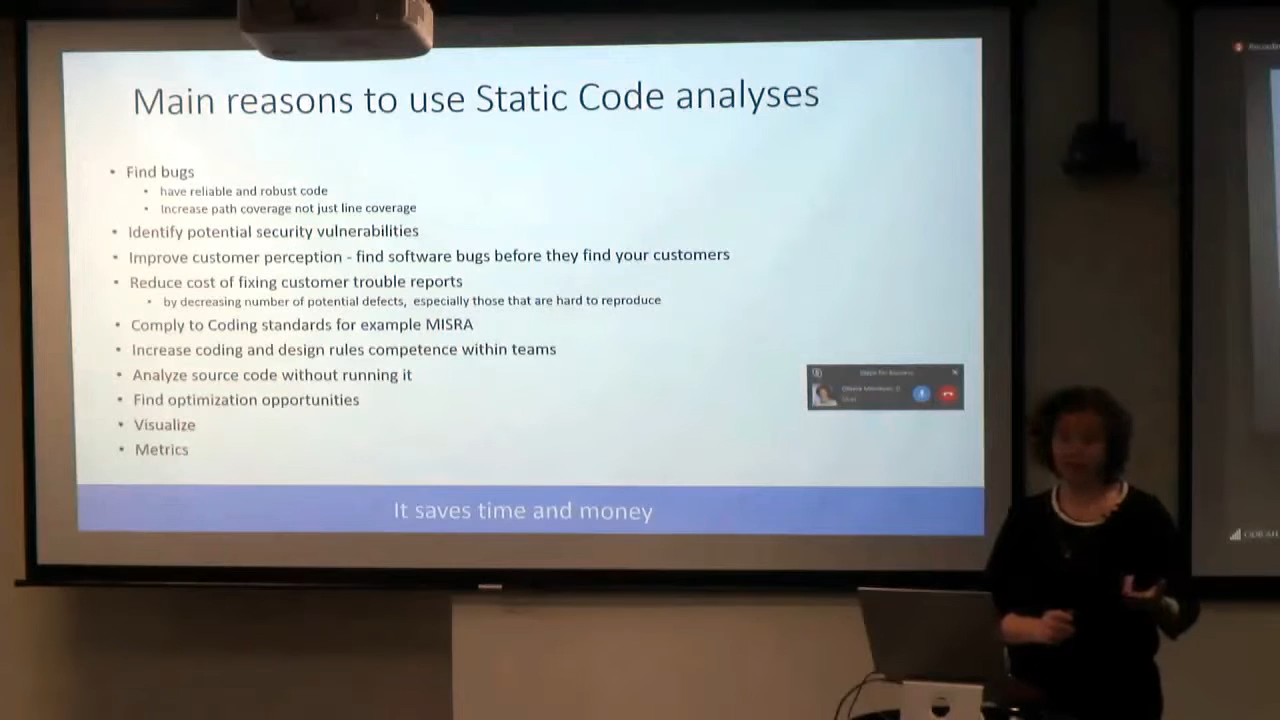 Main reasons to use Static Code analyses
• Find bugs
• have reliable and robust code
• Increase path coverage not just line coverage
• Identify potential security vulnerabilities
• Improve customer perception - find software bugs before they find your customers
• Reduce cost of fixing customer trouble reports
• by decreasing number of potential defects, especially those that are hard to reproduce
• Comply to Coding standards for example MISRA
• Increase coding and design rules competence within teams
• Analyze source code without running it
• Find optimization opportunities
• Visualize
• Metrics
It saves time and money